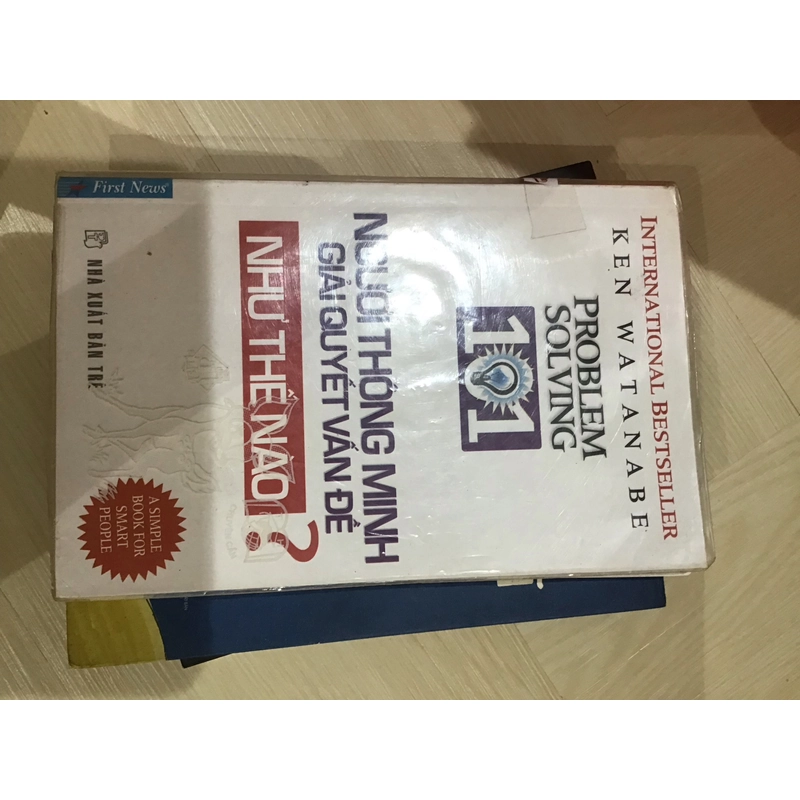 INTERNATIONAL BESTSELLER
KEN WATANABE
PROBLEM
SOLVING
101
NGƯỜI THÔNG MINH
GIẢI QUYẾT VẤN ĐỀ
NHƯ THẾ NÀO?
A SIMPLE
BOOK FOR
SMART
PEOPLE
NHÀ XUẤT BẢN TRẺ
First News